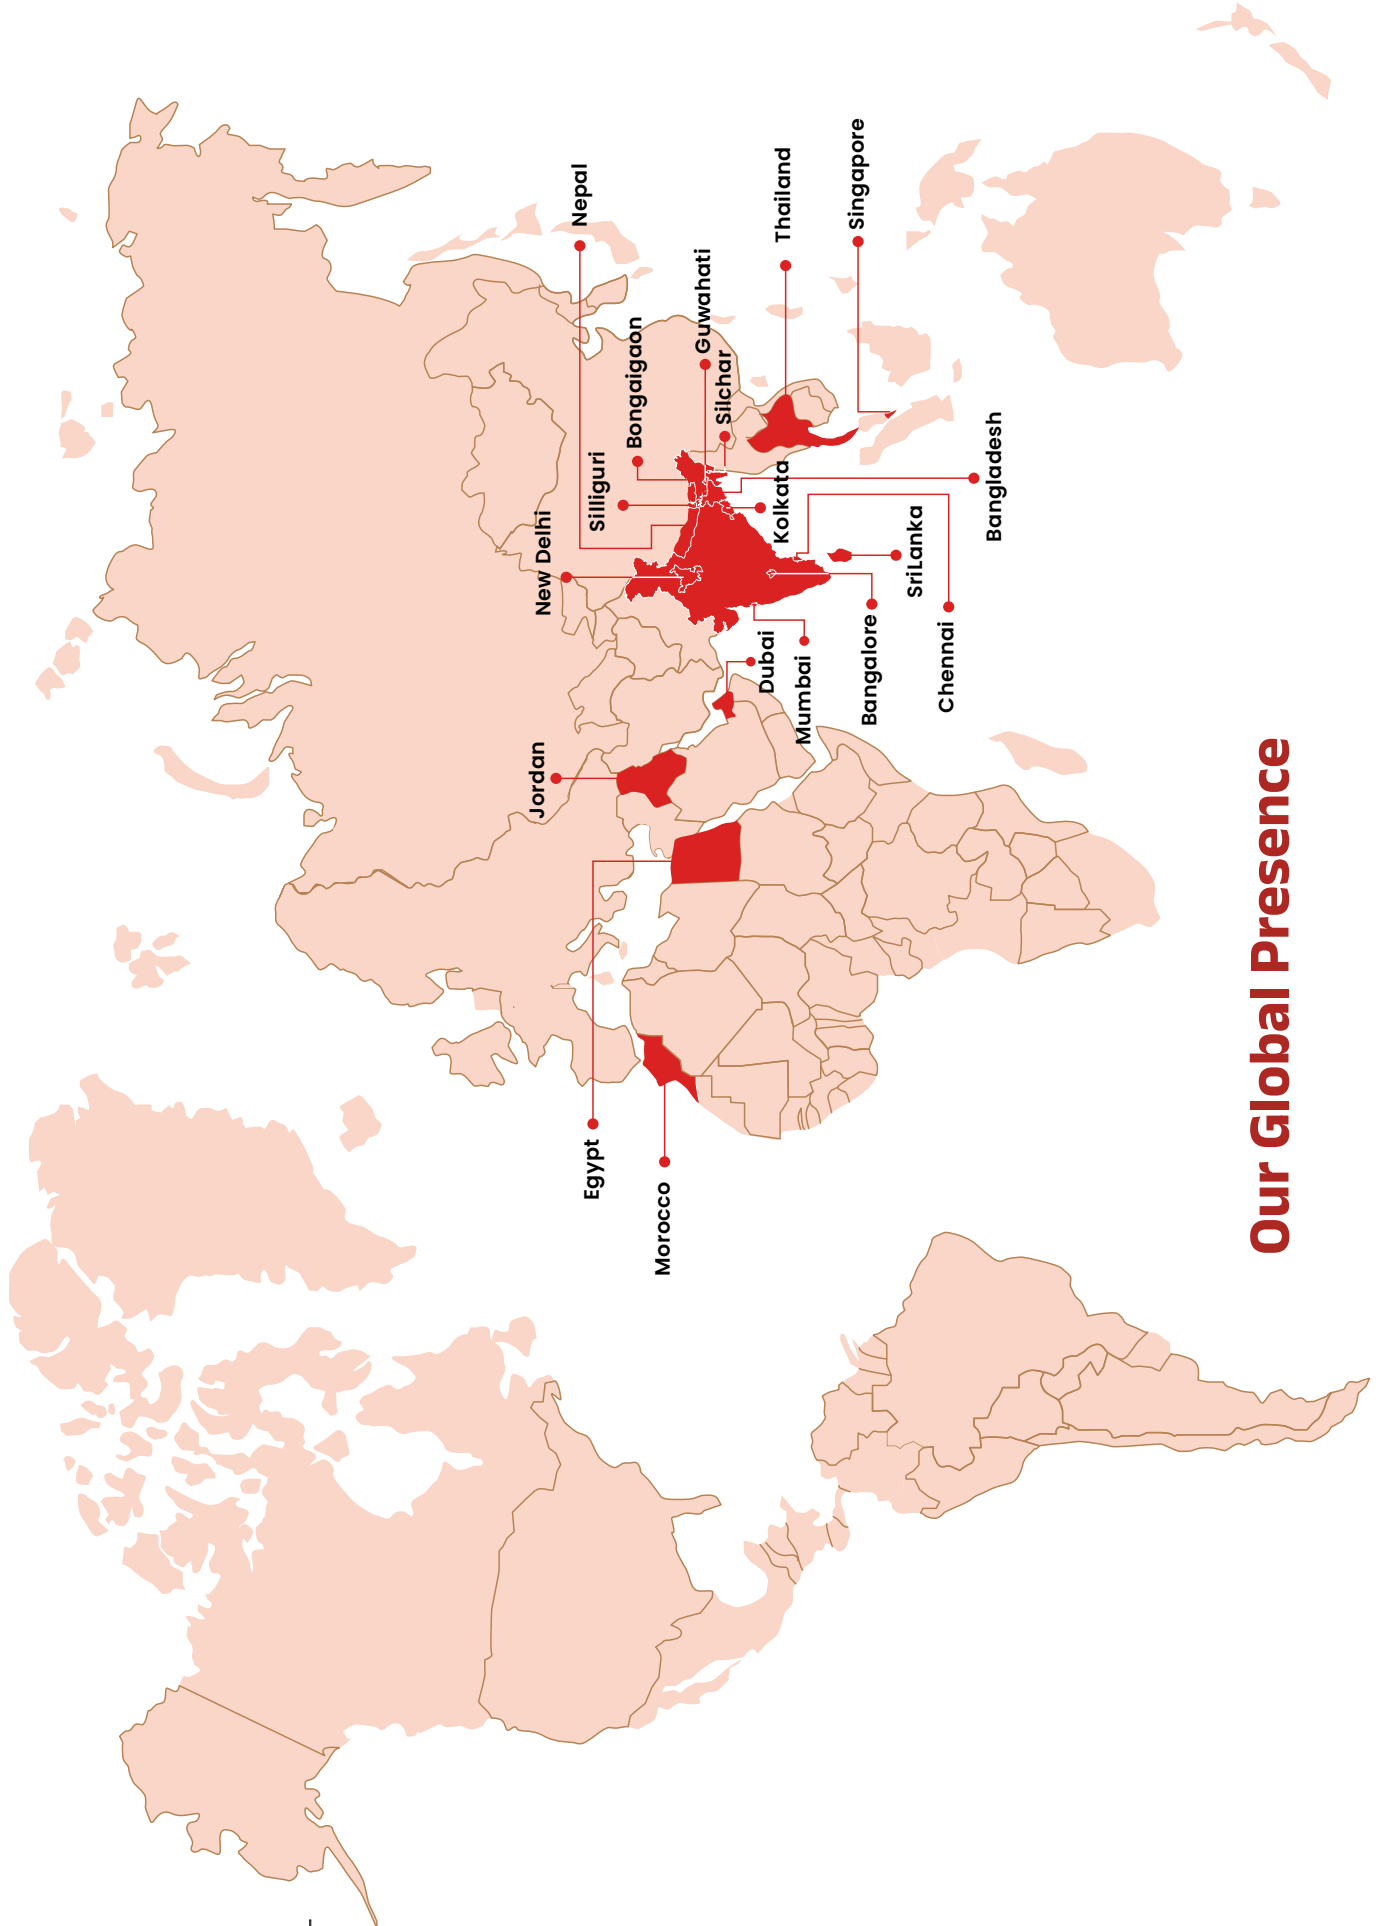 Our Global Presence
Nepal
Bongaigaon
Guwahati
Silchar
Thailand
Singapore
Silliguri
New Delhi
Kolkata
Bangladesh
SriLanka
Chennai
Bangalore
Mumbai
Dubai
Jordan
Egypt
Morocco